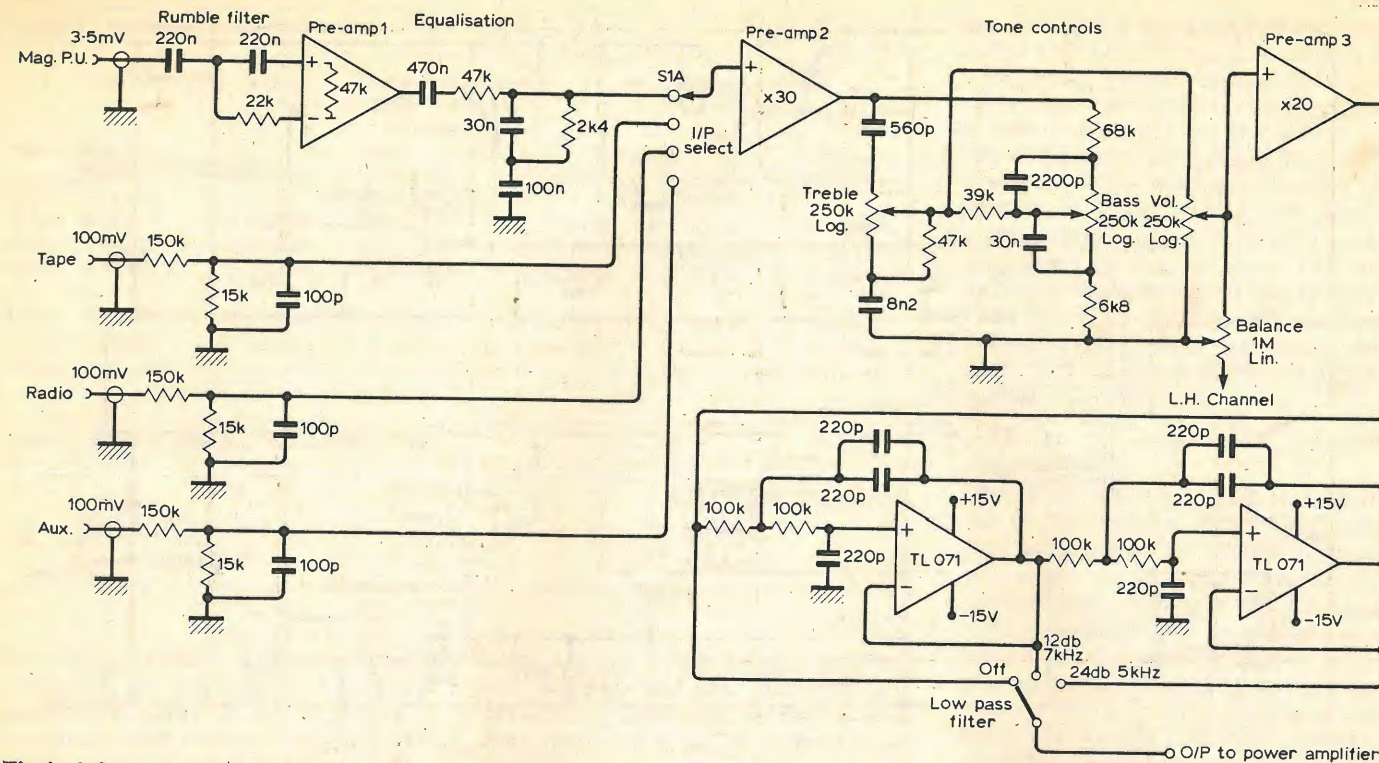 Rumble filter
Equalisation
Tone controls
3·5mV
220n
220n
Pre-amp1
Pre-amp2
Pre-amp 3
Mag. P.U.
+
47k
−
22k
470n
47k
30n
2k4
100n
S1A
I/P
select
+
x30
560p
68k
2200p
Treble
250k
Log.
39k
47k
30n
Bass
250k
Log.
Vol.
250k
Log.
8n2
6k8
+
x20
Balance
1M
Lin.
L.H. Channel
100mV
150k
Tape
15k
100p
100mV
150k
Radio
15k
100p
100mV
150k
Aux.
15k
100p
220p
220p
100k
100k
220p
+
TL 071
−
+15V
−15V
220p
220p
100k
100k
220p
+
TL 071
−
+15V
−15V
12db
7kHz
Off
24db 5kHz
Low pass
filter
O/P to power amplifier